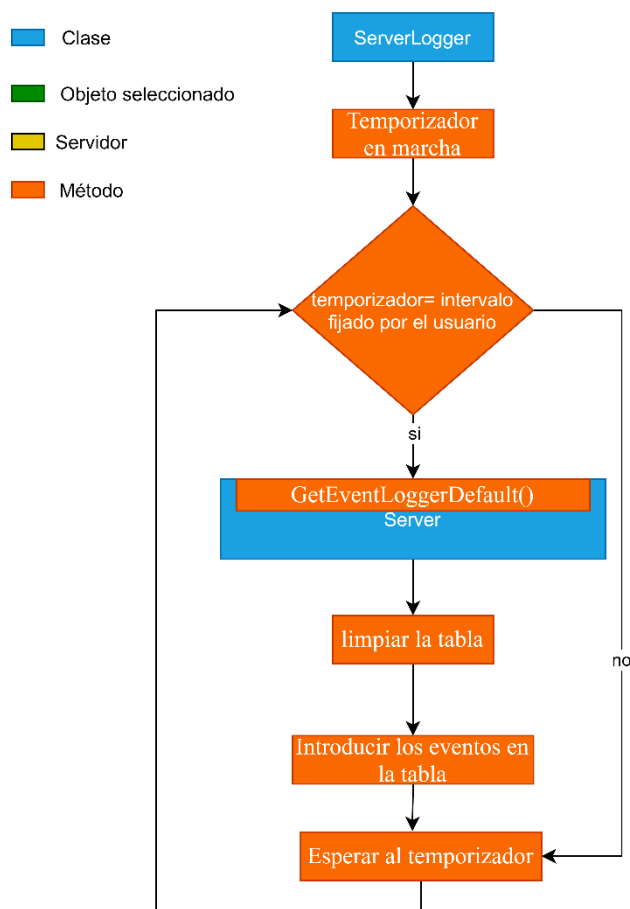 Clase
Objeto seleccionado
Servidor
Método
ServerLogger
Temporizador
en marcha
temporizador= intervalo
fijado por el usuario
si
GetEventLoggerDefault()
Server
limpiar la tabla
no
Introducir los eventos en
la tabla
Esperar al temporizador